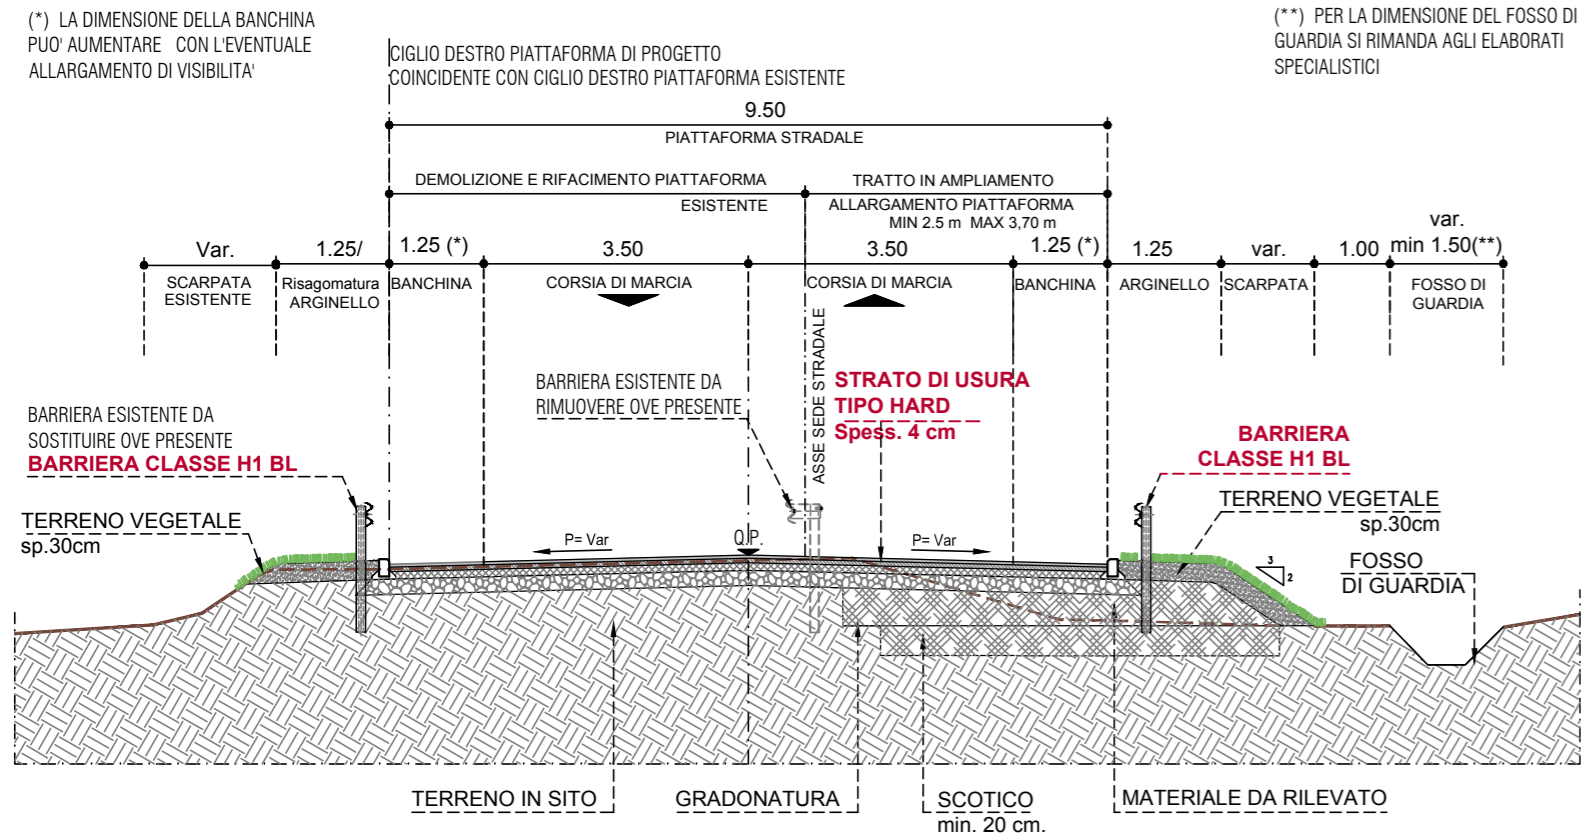 (*) LA DIMENSIONE DELLA BANCHINA
PUO' AUMENTARE CON L'EVENTUALE
ALLARGAMENTO DI VISIBILITA'
(**) PER LA DIMENSIONE DEL FOSSO DI
GUARDIA SI RIMANDA AGLI ELABORATI
SPECIALISTICI
CIGLIO DESTRO PIATTAFORMA DI PROGETTO
COINCIDENTE CON CIGLIO DESTRO PIATTAFORMA ESISTENTE
9.50
PIATTAFORMA STRADALE
DEMOLIZIONE E RIFACIMENTO PIATTAFORMA
ESISTENTE
TRATTO IN AMPLIAMENTO
ALLARGAMENTO PIATTAFORMA
MIN 2.5 m MAX 3,70 m
Var.
SCARPATA
ESISTENTE
1.25/
Risagomatura
ARGINELLO
1.25 (*)
BANCHINA
3.50
CORSIA DI MARCIA
3.50
CORSIA DI MARCIA
1.25 (*)
BANCHINA
1.25
ARGINELLO
var.
SCARPATA
1.00
var.
min 1.50(**)
FOSSO DI
GUARDIA
ASSE SEDE STRADALE
BARRIERA ESISTENTE DA
RIMUOVERE OVE PRESENTE
STRATO DI USURA
TIPO HARD
Spess. 4 cm
BARRIERA ESISTENTE DA
SOSTITUIRE OVE PRESENTE
BARRIERA CLASSE H1 BL
BARRIERA
CLASSE H1 BL
TERRENO VEGETALE
sp.30cm
TERRENO VEGETALE
sp.30cm
P= Var
Q.P.
P= Var
3
2
FOSSO
DI GUARDIA
TERRENO IN SITO
GRADONATURA
SCOTICO
min. 20 cm.
MATERIALE DA RILEVATO